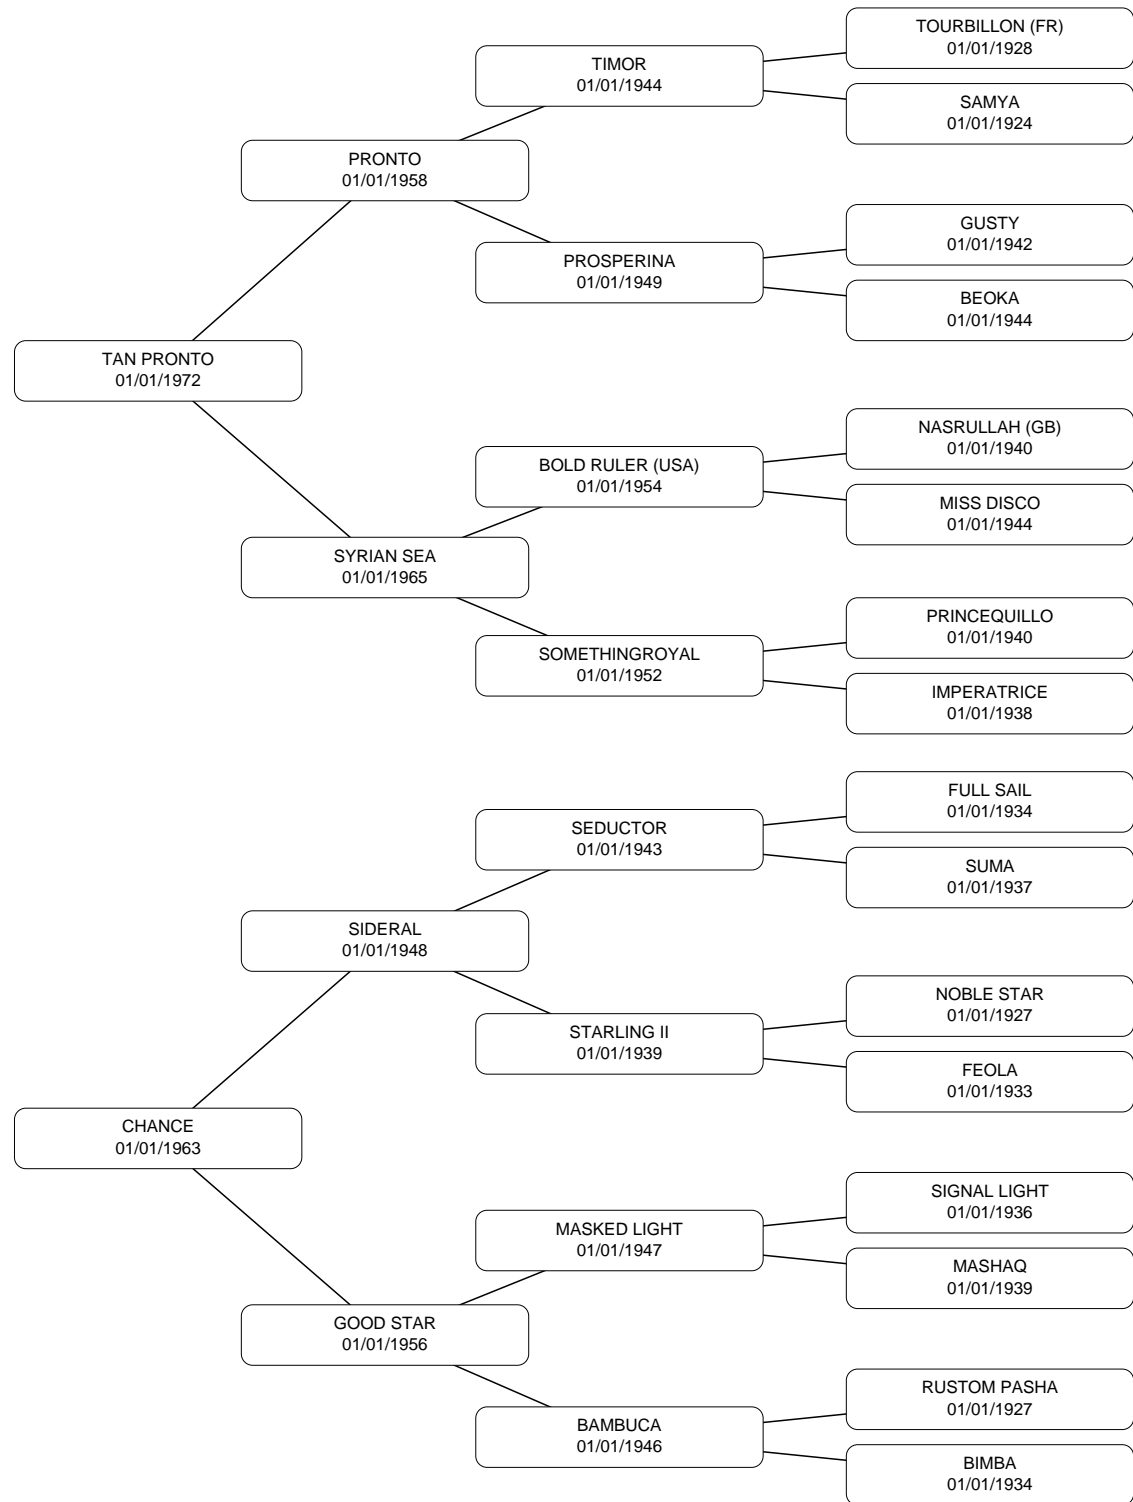 TOURBILLON (FR)
01/01/1928
TIMOR
01/01/1944
SAMYA
01/01/1924
PRONTO
01/01/1958
GUSTY
01/01/1942
PROSPERINA
01/01/1949
BEOKA
01/01/1944
TAN PRONTO
01/01/1972
NASRULLAH (GB)
01/01/1940
BOLD RULER (USA)
01/01/1954
MISS DISCO
01/01/1944
SYRIAN SEA
01/01/1965
PRINCEQUILLO
01/01/1940
SOMETHINGROYAL
01/01/1952
IMPERATRICE
01/01/1938
FULL SAIL
01/01/1934
SEDUCTOR
01/01/1943
SUMA
01/01/1937
SIDERAL
01/01/1948
NOBLE STAR
01/01/1927
STARLING II
01/01/1939
FEOLA
01/01/1933
CHANCE
01/01/1963
SIGNAL LIGHT
01/01/1936
MASKED LIGHT
01/01/1947
MASHAQ
01/01/1939
GOOD STAR
01/01/1956
RUSTOM PASHA
01/01/1927
BAMBUCA
01/01/1946
BIMBA
01/01/1934